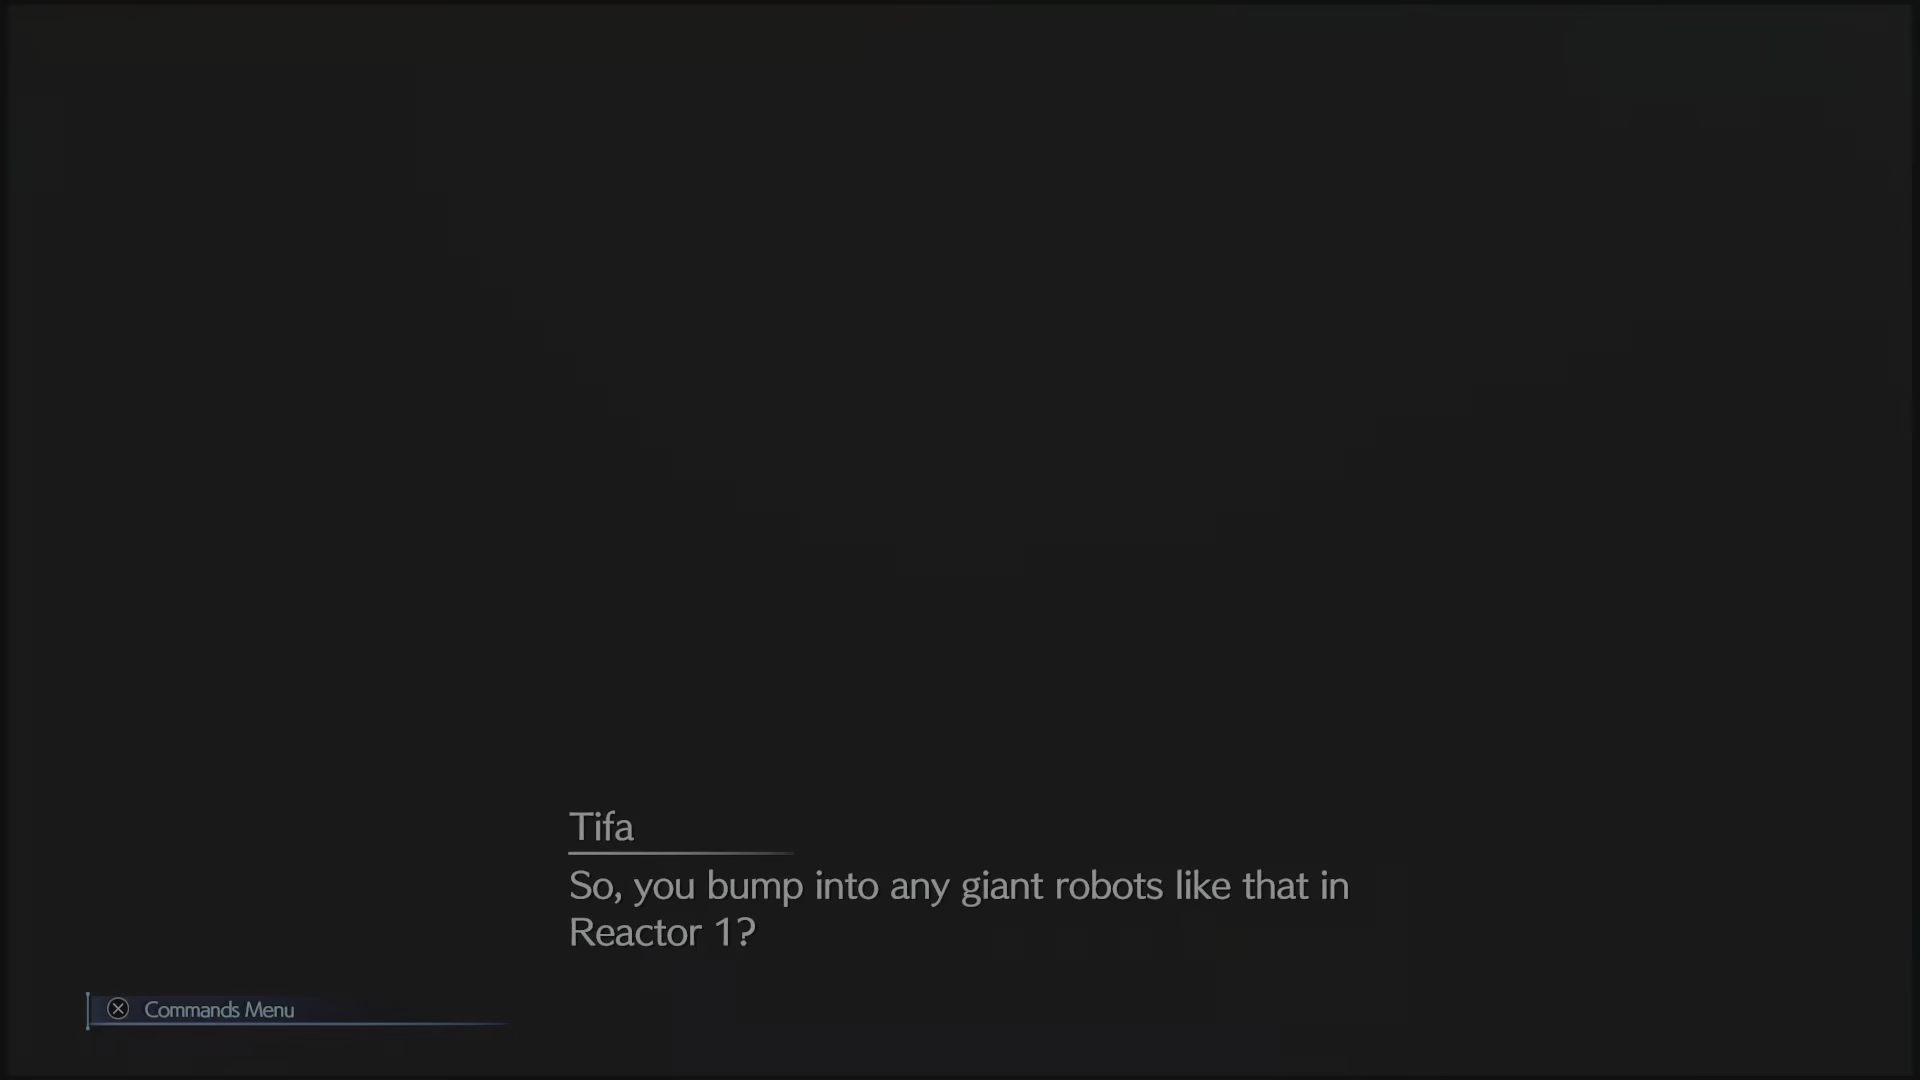 Tifa
So, you bump into any giant robots like that in
Reactor 1?
Commands Menu